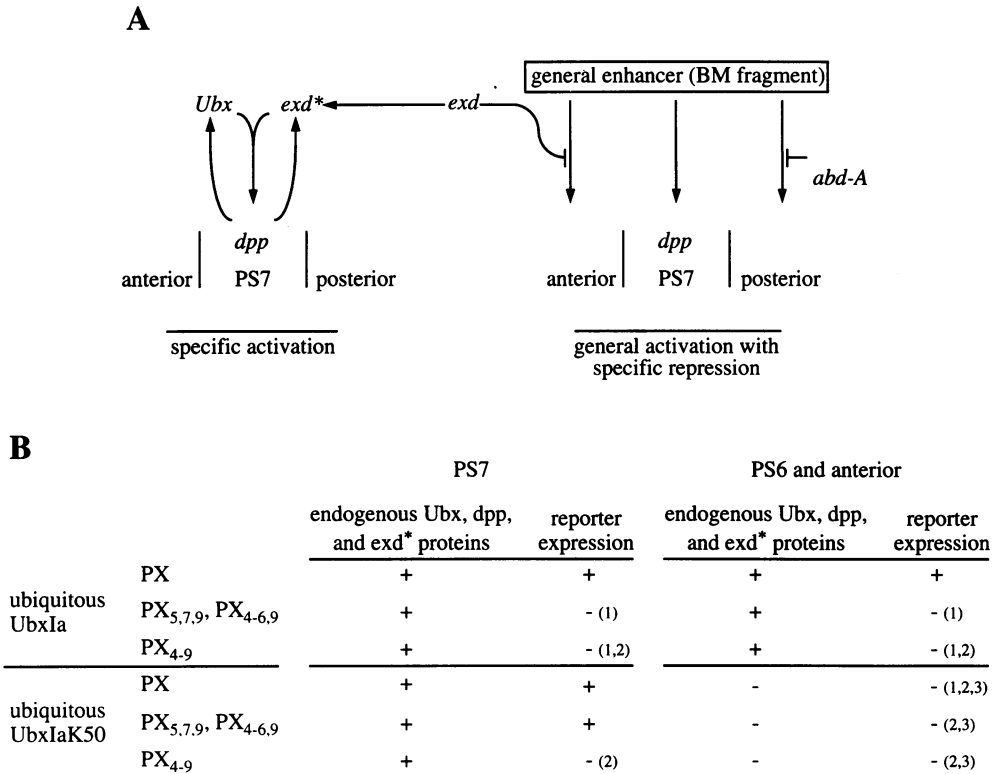 A
general enhancer (BM fragment)
Ubx exd* exd
abd-A
dpp dpp
anterior PS7 posterior anterior PS7 posterior
specific activation general activation with
specific repression
B
PS7 PS6 and anterior
endogenous Ubx, dpp, reporter endogenous Ubx, dpp, reporter
and exd* proteins expression and exd* proteins expression
ubiquitous UbxIa
PX + + + +
PX5,7,9, PX4-6,9 + - (1) + - (1)
PX4-9 + - (1,2) + - (1,2)
ubiquitous UbxIaK50
PX + + - - (1,2,3)
PX5,7,9, PX4-6,9 + + - - (2,3)
PX4-9 + - (2) - - (2,3)